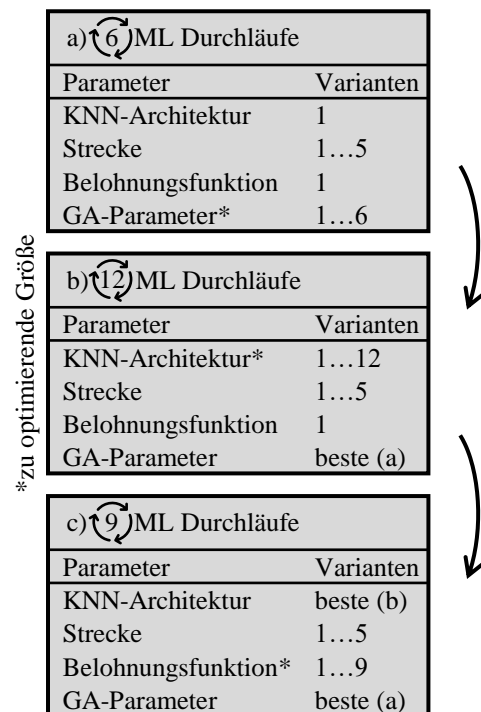 a) 6 ML Durchläufe
Parameter Varianten
KNN-Architektur 1
Strecke 1…5
Belohnungsfunktion 1
GA-Parameter* 1…6
*zu optimierende Größe
b) 12 ML Durchläufe
Parameter Varianten
KNN-Architektur* 1…12
Strecke 1…5
Belohnungsfunktion 1
GA-Parameter beste (a)
c) 9 ML Durchläufe
Parameter Varianten
KNN-Architektur beste (b)
Strecke 1…5
Belohnungsfunktion* 1…9
GA-Parameter beste (a)